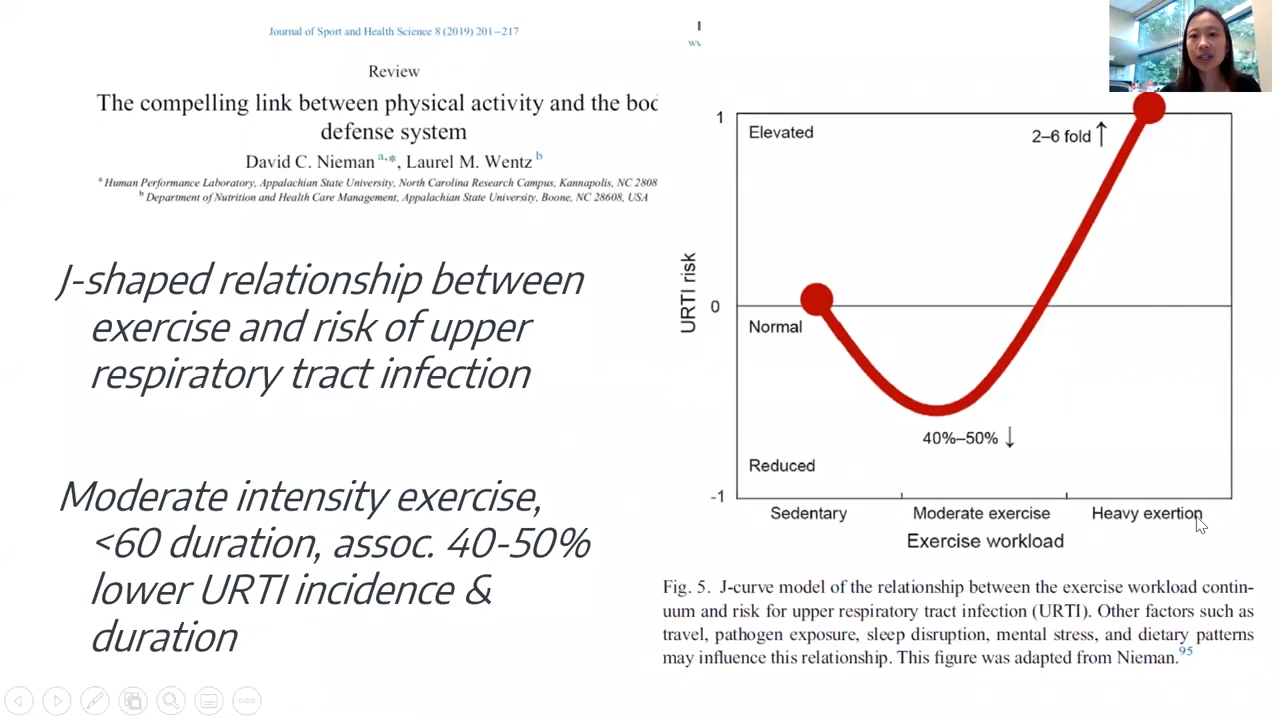 Journal of Sport and Health Science 8 (2019) 201–217
Review
The compelling link between physical activity and the bod
defense system
David C. Nieman a,*, Laurel M. Wentz b
a Human Performance Laboratory, Appalachian State University, North Carolina Research Campus, Kannapolis, NC 2808
b Department of Nutrition and Health Care Management, Appalachian State University, Boone, NC 28608, USA
J-shaped relationship between
exercise and risk of upper
respiratory tract infection
Moderate intensity exercise,
<60 duration, assoc. 40-50%
lower URTI incidence &
duration
1
Elevated
2–6 fold ↑
URTI risk
0
Normal
40%–50% ↓
Reduced
-1
Sedentary
Moderate exercise
Heavy exertion
Exercise workload
Fig. 5. J-curve model of the relationship between the exercise workload contin-
uum and risk for upper respiratory tract infection (URTI). Other factors such as
travel, pathogen exposure, sleep disruption, mental stress, and dietary patterns
may influence this relationship. This figure was adapted from Nieman.95